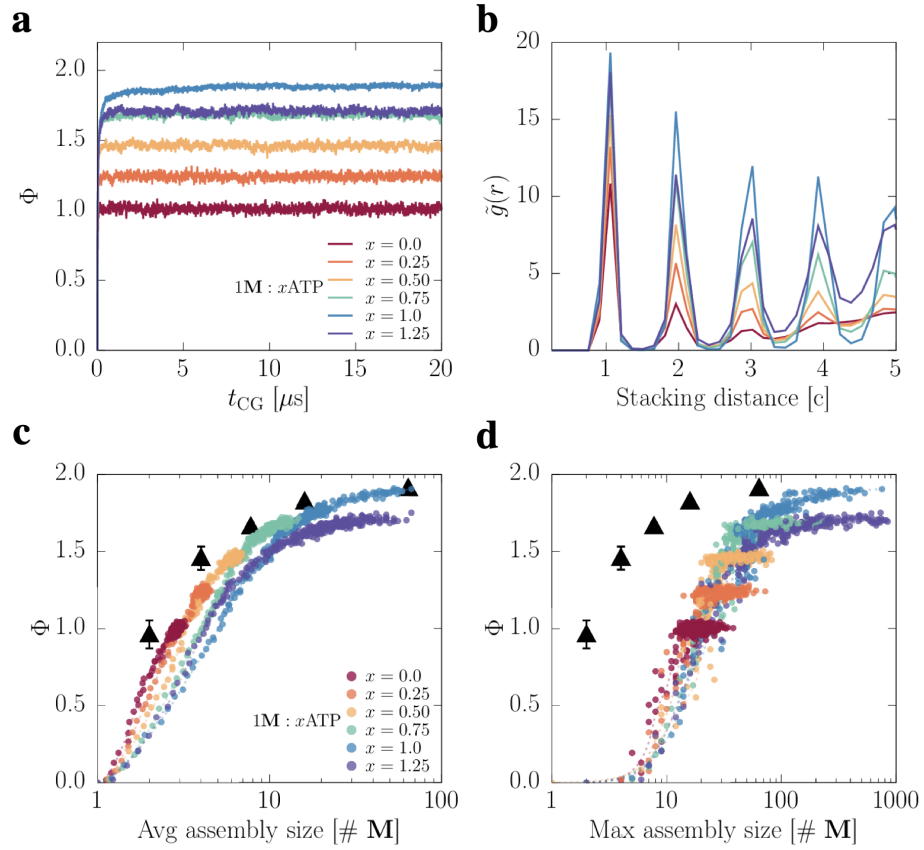 a
2.0
1.5
1.0
0.5
0.0
Φ
0
5
10
15
20
t_CG [μs]
1M : xATP
x = 0.0
x = 0.25
x = 0.50
x = 0.75
x = 1.0
x = 1.25
b
20
15
10
5
0
g̃(r)
1
2
3
4
5
Stacking distance [c]
c
2.0
1.5
1.0
0.5
0.0
Φ
1
10
100
Avg assembly size [# M]
1M : xATP
x = 0.0
x = 0.25
x = 0.50
x = 0.75
x = 1.0
x = 1.25
d
2.0
1.5
1.0
0.5
0.0
Φ
1
10
100
1000
Max assembly size [# M]